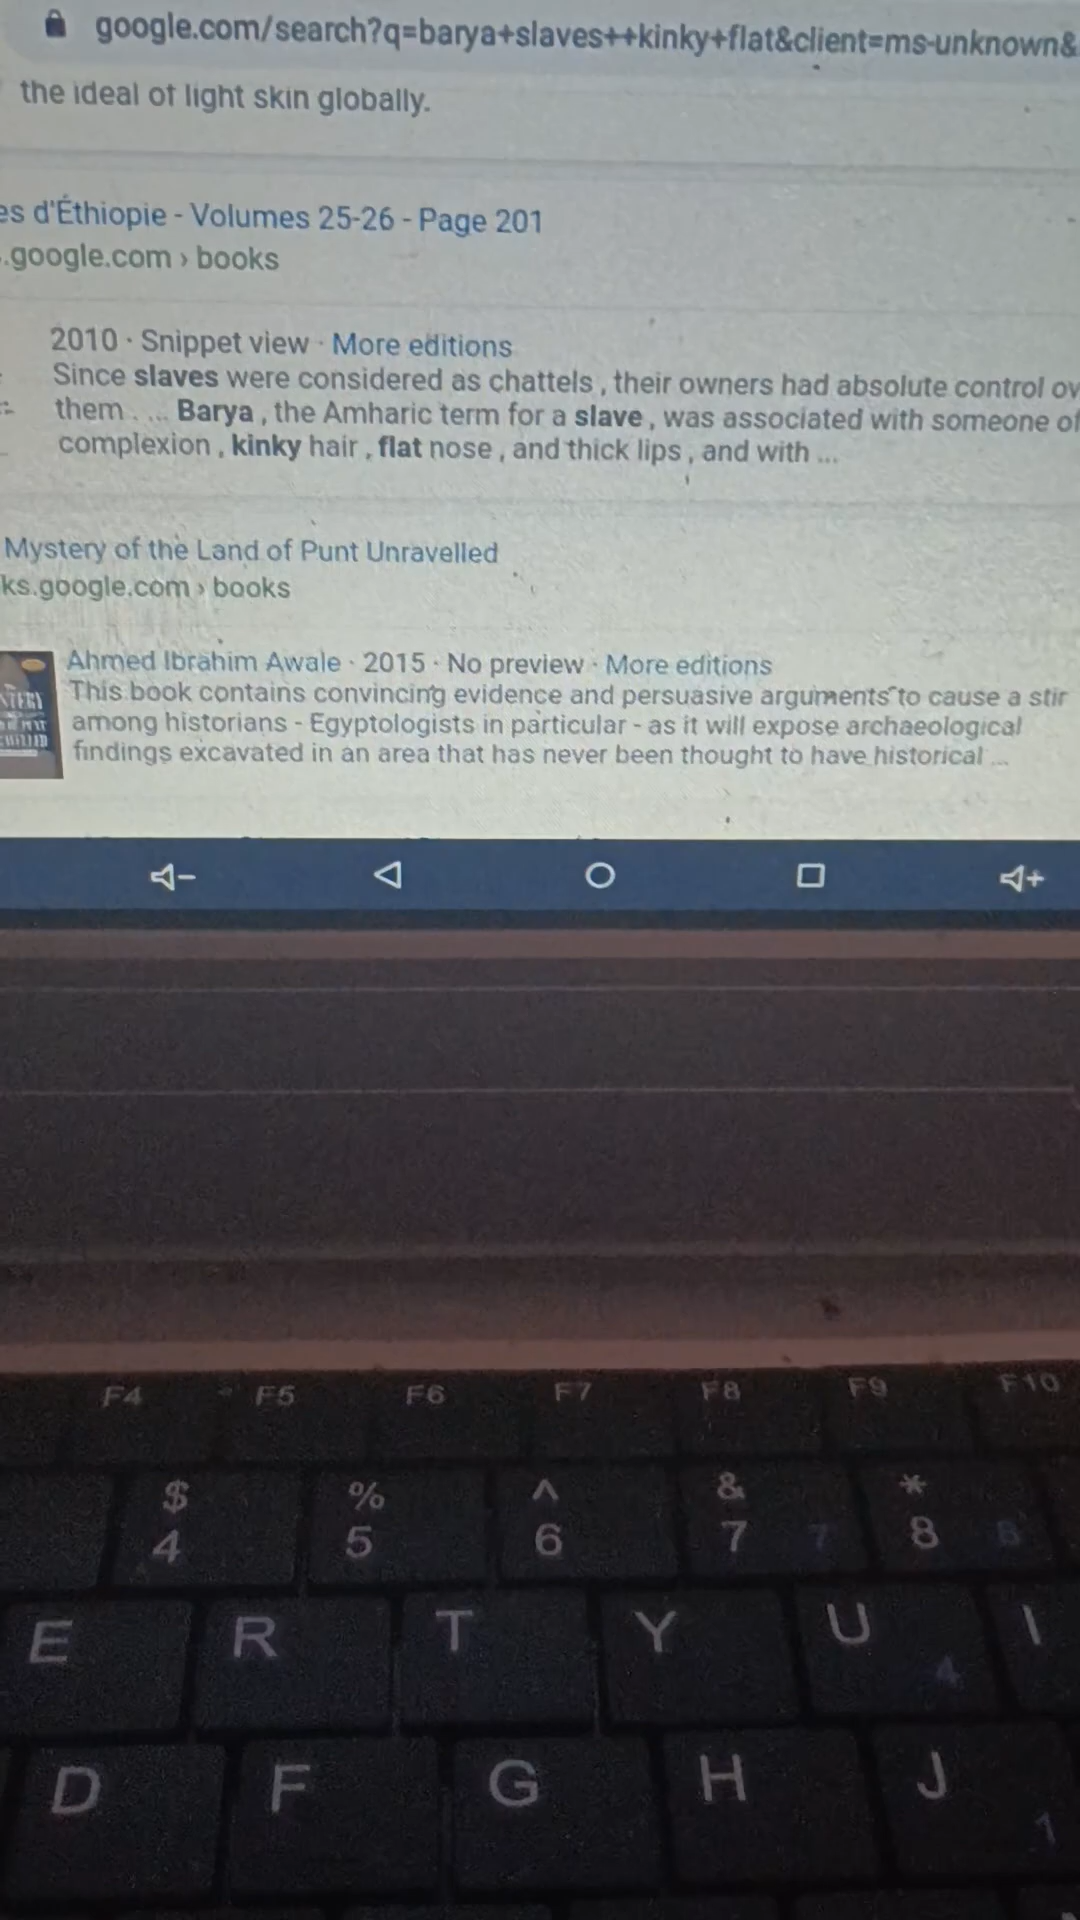 google.com/search?q=barya+slaves++kinky+flat&client=ms-unknown&
the ideal of light skin globally.
es d'Éthiopie - Volumes 25-26 - Page 201
.google.com › books
2010 · Snippet view · More editions
Since slaves were considered as chattels , their owners had absolute control ov
them . ... Barya , the Amharic term for a slave , was associated with someone of
complexion , kinky hair , flat nose , and thick lips , and with ...
Mystery of the Land of Punt Unravelled
ks.google.com › books
Ahmed Ibrahim Awale · 2015 · No preview · More editions
This book contains convincing evidence and persuasive arguments to cause a stir
among historians - Egyptologists in particular - as it will expose archaeological
findings excavated in an area that has never been thought to have historical ...
F4 F5 F6 F7 F8 F9 F10
$ % ^ & *
4 5 6 7 7 8 8
E R T Y U 4 I
D F G H J 1